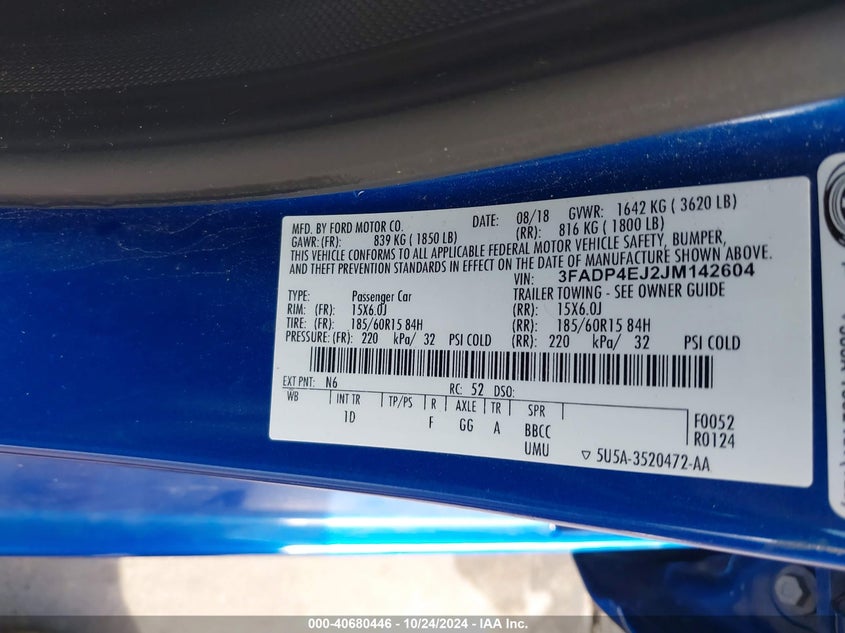 MFD. BY FORD MOTOR CO. DATE: 08/18 GVWR: 1642 KG ( 3620 LB)
GAWR: (FR): 839 KG ( 1850 LB) (RR): 816 KG ( 1800 LB)
THIS VEHICLE CONFORMS TO ALL APPLICABLE FEDERAL MOTOR VEHICLE SAFETY, BUMPER,
AND THEFT PREVENTION STANDARDS IN EFFECT ON THE DATE OF MANUFACTURE SHOWN ABOVE.
VIN: 3FADP4EJ2JM142604
TYPE: Passenger Car TRAILER TOWING - SEE OWNER GUIDE
RIM: (FR): 15X6.0J (RR): 15X6.0J
TIRE: (FR): 185/60R15 84H (RR): 185/60R15 84H
PRESSURE: (FR): 220 kPa/ 32 PSI COLD (RR): 220 kPa/ 32 PSI COLD
EXT PNT: N6 RC: 52 DSO:
WB INT TR TP/PS R AXLE TR SPR F0052
1D F GG A BBCC R0124
UMU ▽ 5U5A-3520472-AA
000-40680446 - 10/24/2024 - IAA Inc.